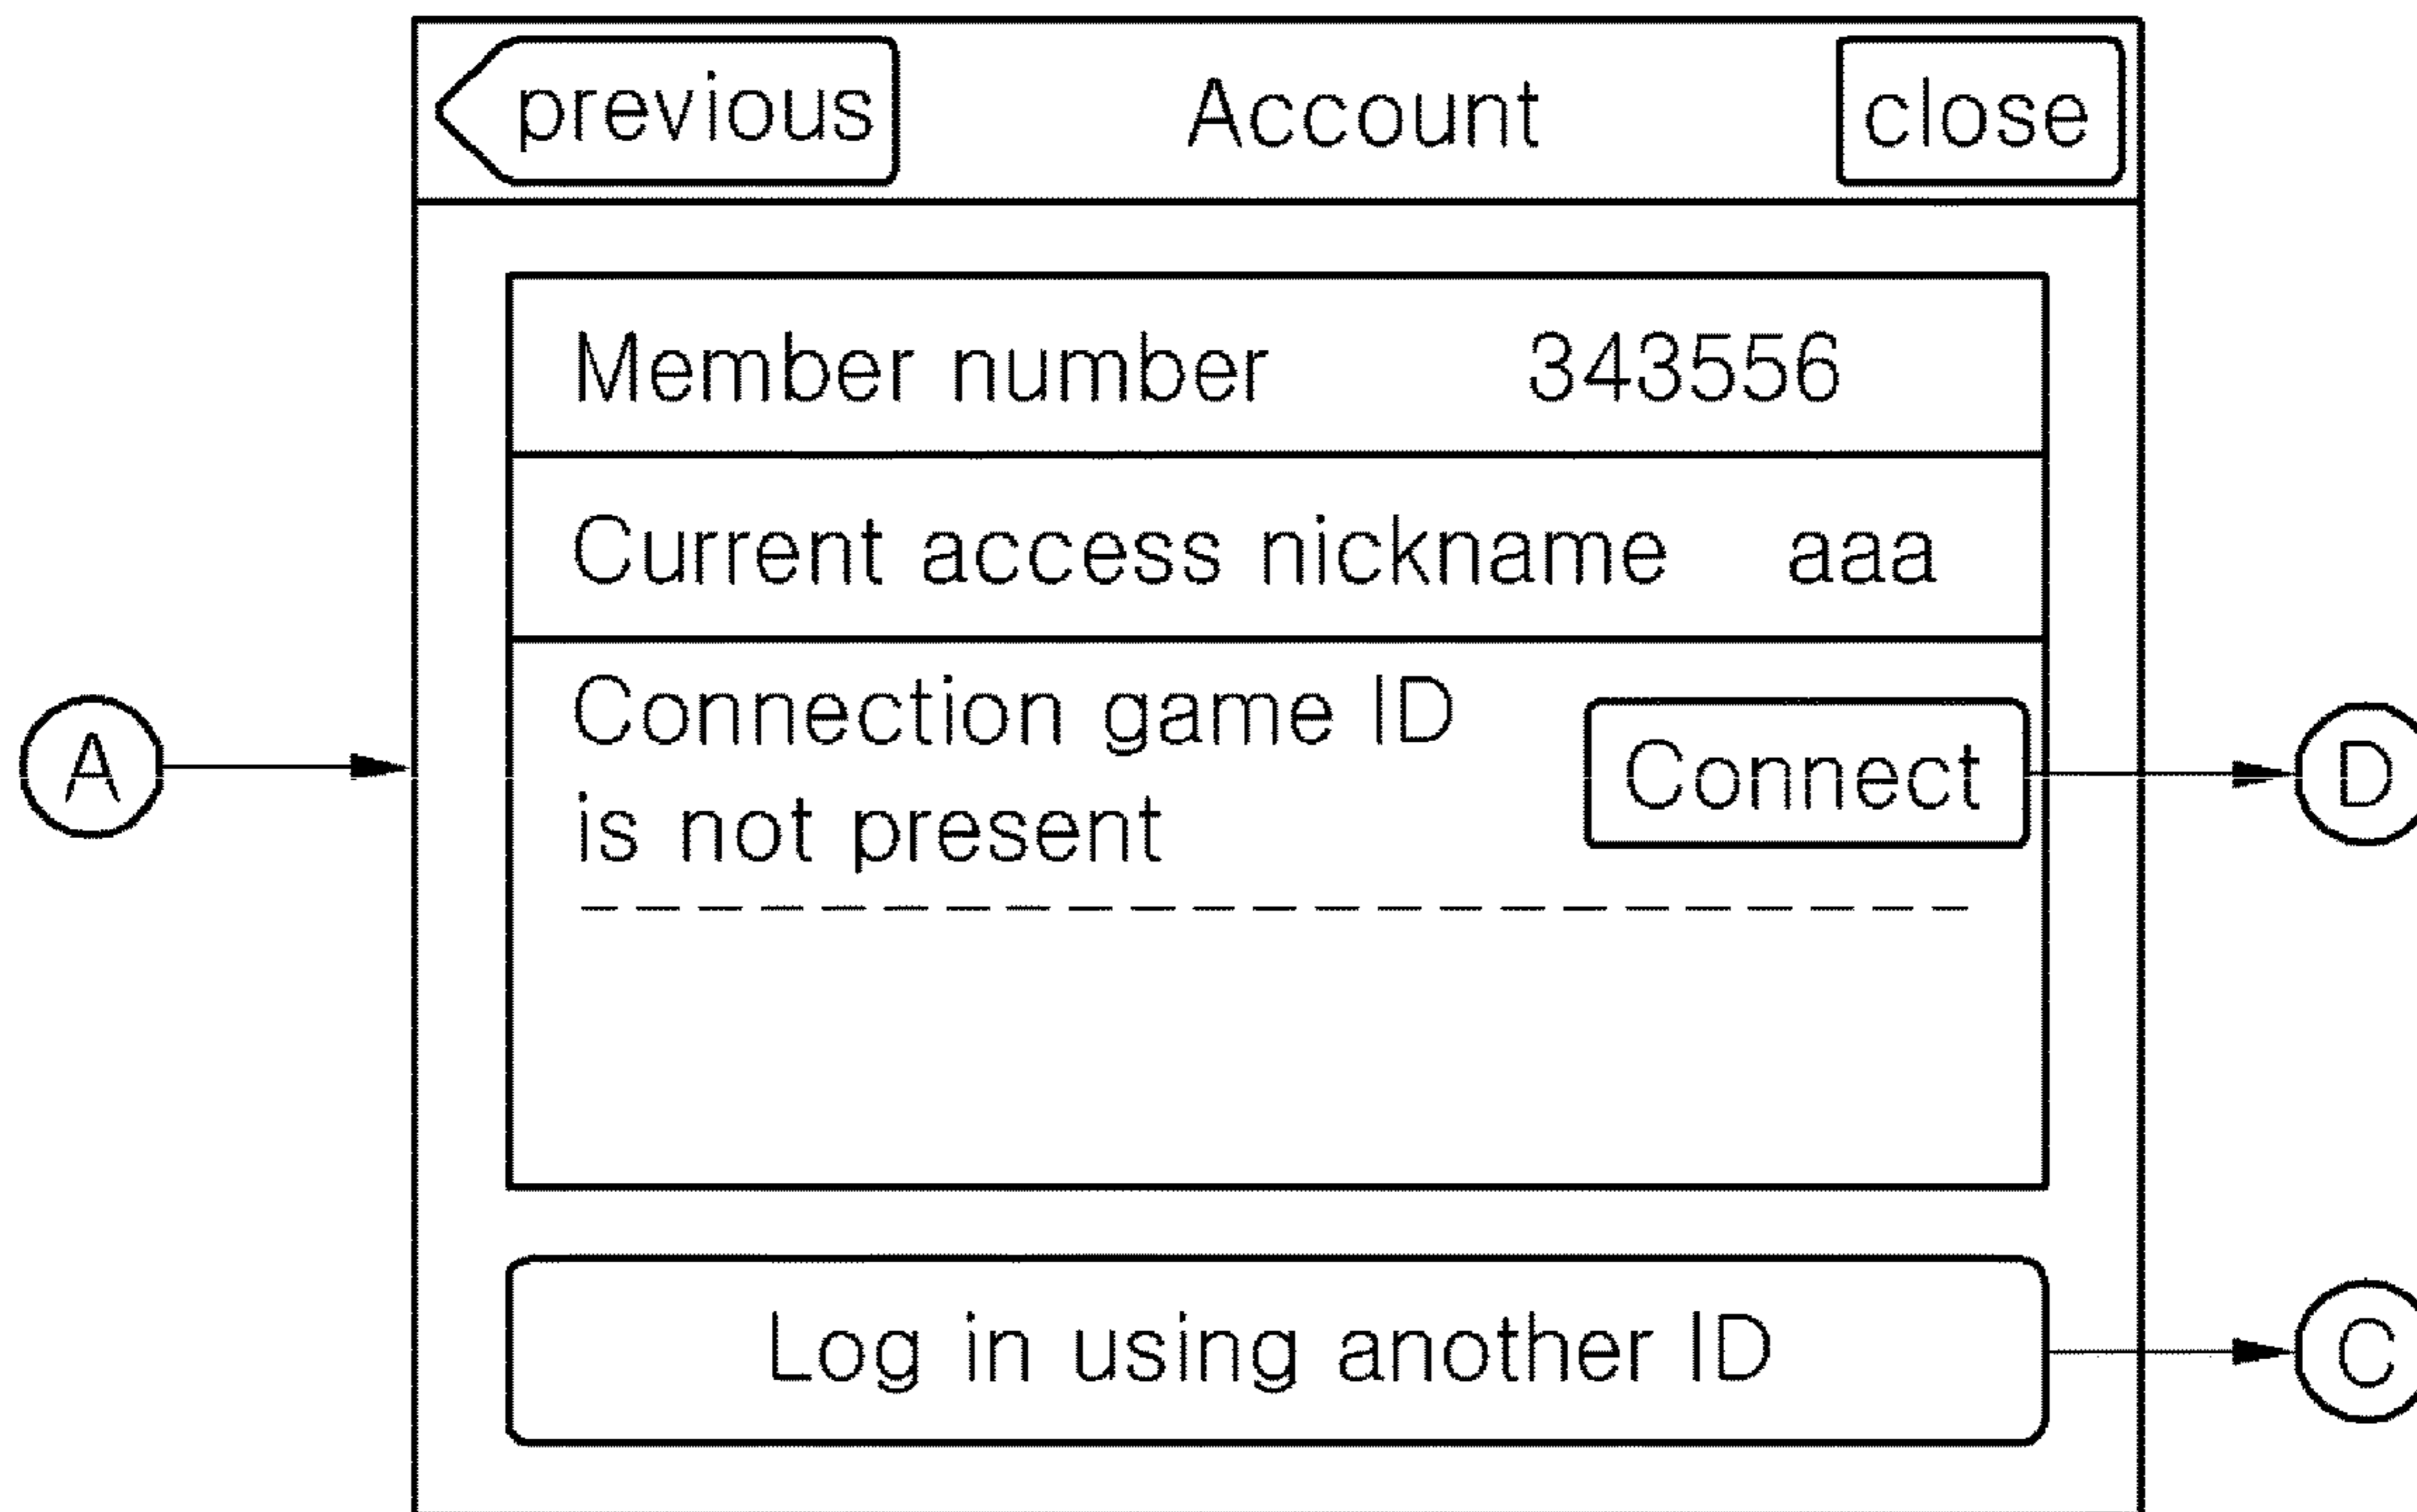 previous Account close
Member number 343556
Current access nickname aaa
Connection game ID
is not present
Connect
A
D
Log in using another ID
C